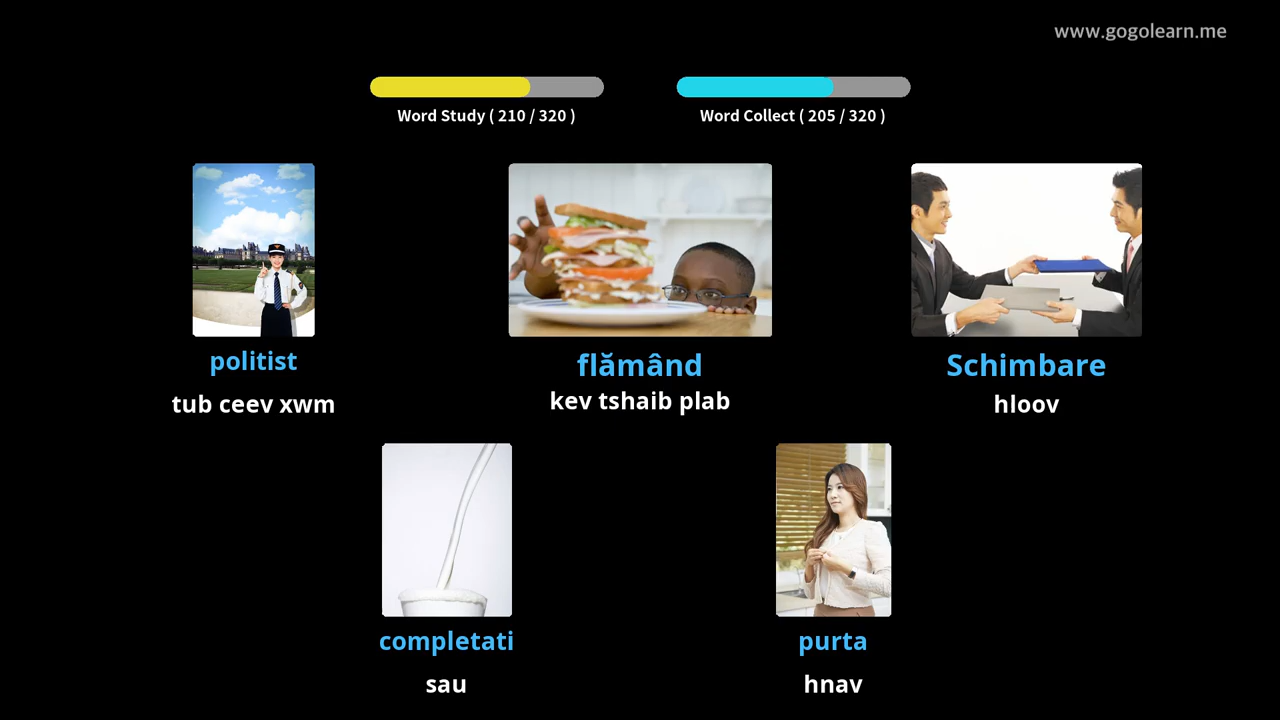 www.gogolearn.me
Word Study ( 210 / 320 )
Word Collect ( 205 / 320 )
politist
flămând
Schimbare
tub ceev xwm
kev tshaib plab
hloov
completati
purta
sau
hnav